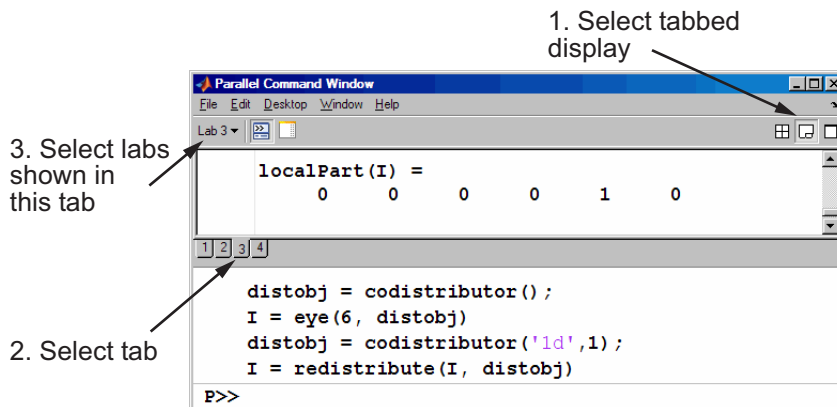 1. Select tabbed
display
Parallel Command Window
File Edit Desktop Window Help
Lab 3
3. Select labs
shown in
this tab
localPart(I) =
0 0 0 0 1 0
1 2 3 4
2. Select tab
distobj = codistributor();
I = eye(6, distobj)
distobj = codistributor('1d',1);
I = redistribute(I, distobj)
P>>